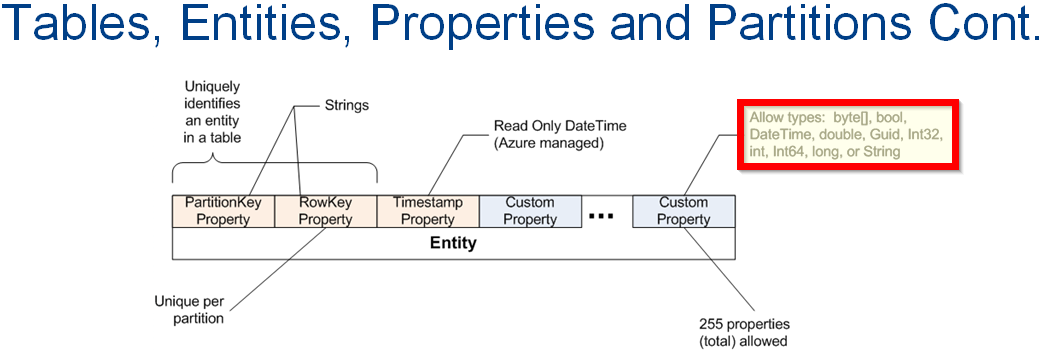 Tables, Entities, Properties and Partitions Cont.
Uniquely
identifies
an entity
in a table
Strings
Read Only DateTime
(Azure managed)
Allow types:  byte[], bool,
DateTime, double, Guid, Int32,
int, Int64, long, or String
PartitionKey
Property
RowKey
Property
Timestamp
Property
Custom
Property
...
Custom
Property
Entity
Unique per
partition
255 properties
(total) allowed